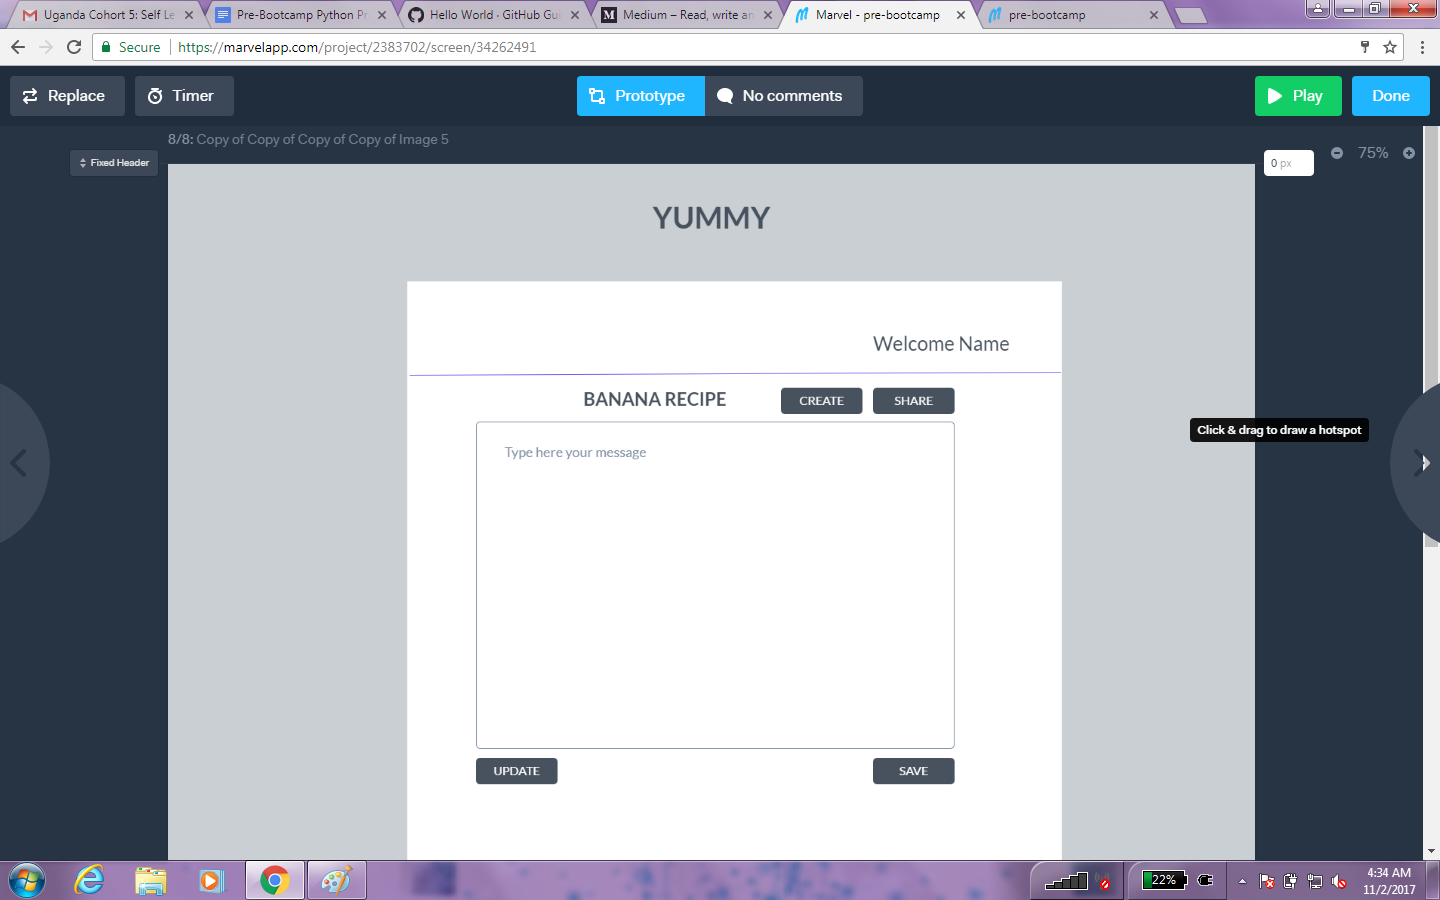 Uganda Cohort 5: Self Le
Pre-Bootcamp Python Pr
Hello World · GitHub Gui
Medium – Read, write an
Marvel - pre-bootcamp
pre-bootcamp
Secure
https://marvelapp.com/project/2383702/screen/34262491
Replace
Timer
Prototype
No comments
Play
Done
8/8: Copy of Copy of Copy of Copy of Image 5
Fixed Header
0 px
75%
YUMMY
Welcome Name
BANANA RECIPE
CREATE
SHARE
Click & drag to draw a hotspot
Type here your message
UPDATE
SAVE
22%
4:34 AM
11/2/2017